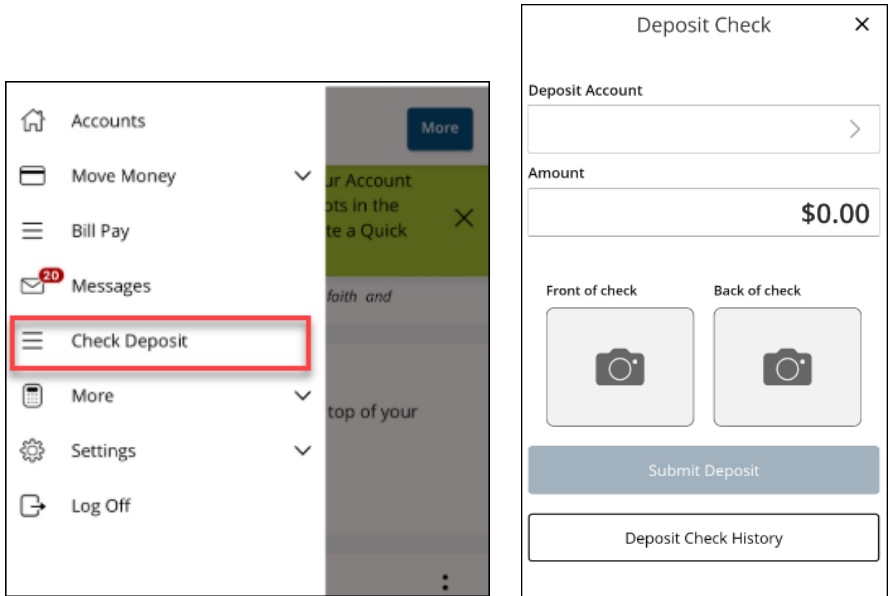 Accounts
Move Money
Bill Pay
20
Messages
Check Deposit
More
Settings
Log Off
More
ur Account
ots in the
te a Quick
faith and
top of your
Deposit Check
Deposit Account
Amount
$0.00
Front of check
Back of check
Submit Deposit
Deposit Check History